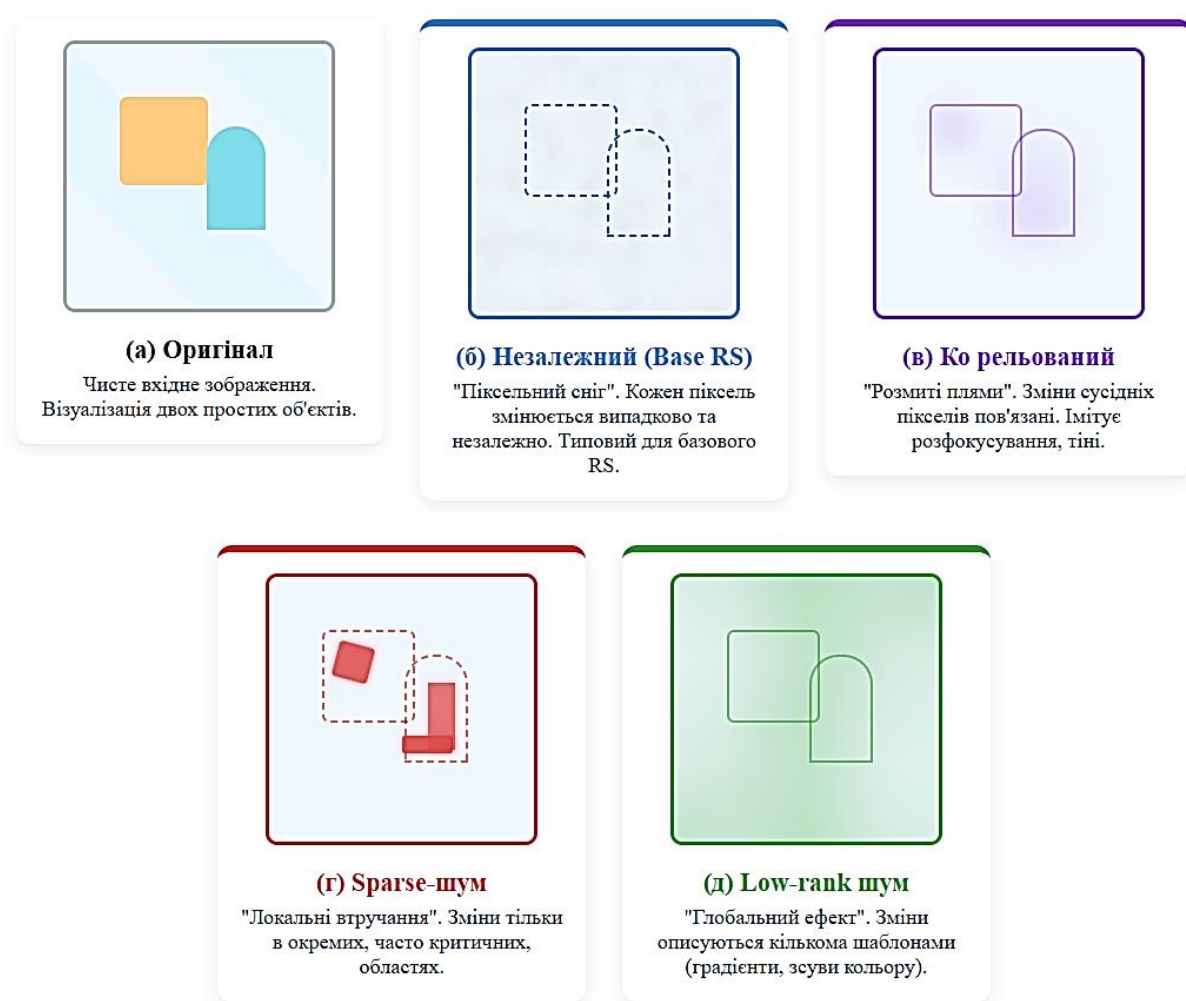 (а) Оригінал
Чисте вхідне зображення.
Візуалізація двох простих об'єктів.
(б) Незалежний (Base RS)
"Піксельний сніг". Кожен піксель
змінюється випадково та
незалежно. Типовий для базового
RS.
(в) Ко рельований
"Розмиті плями". Зміни сусідніх
пікселів пов'язані. Імітує
розфокусування, тіні.
(г) Sparse-шум
"Локальні втручання". Зміни тільки
в окремих, часто критичних,
областях.
(д) Low-rank шум
"Глобальний ефект". Зміни
описуються кількома шаблонами
(градієнти, зсуви кольору).